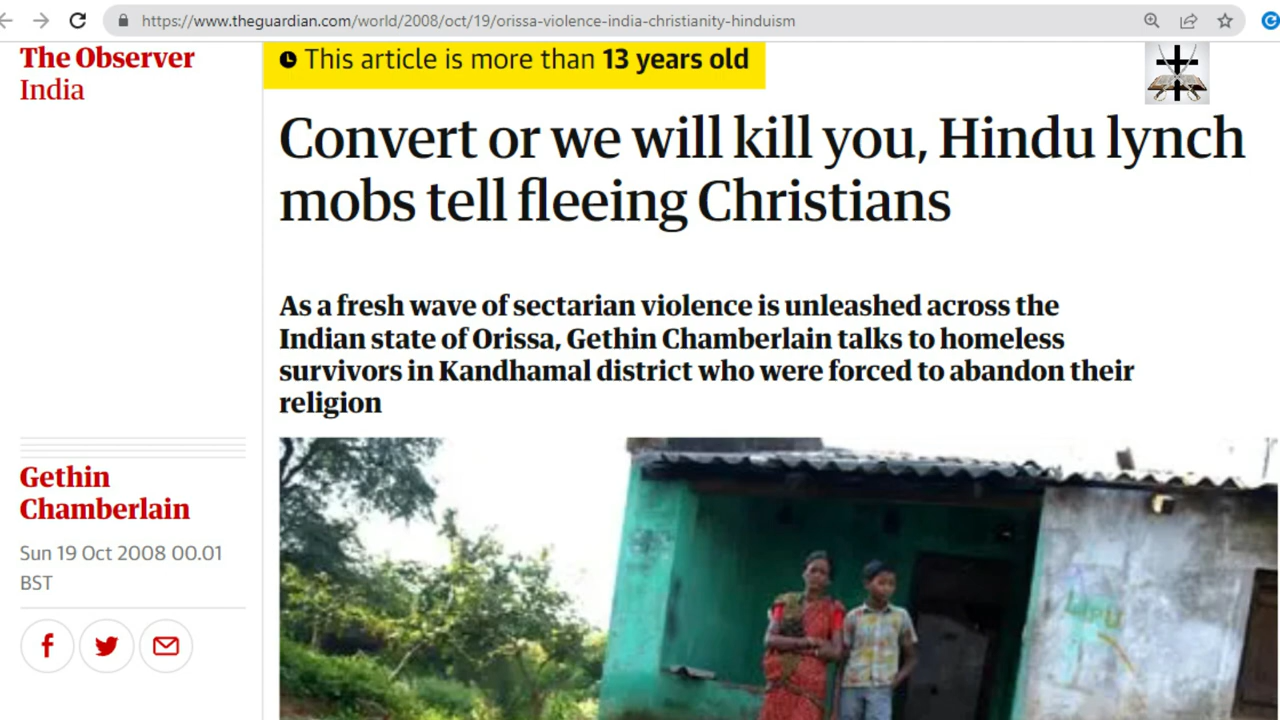 https://www.theguardian.com/world/2008/oct/19/orissa-violence-india-christianity-hinduism
The Observer
India
This article is more than 13 years old
Convert or we will kill you, Hindu lynch
mobs tell fleeing Christians
As a fresh wave of sectarian violence is unleashed across the
Indian state of Orissa, Gethin Chamberlain talks to homeless
survivors in Kandhamal district who were forced to abandon their
religion
Gethin
Chamberlain
Sun 19 Oct 2008 00.01
BST